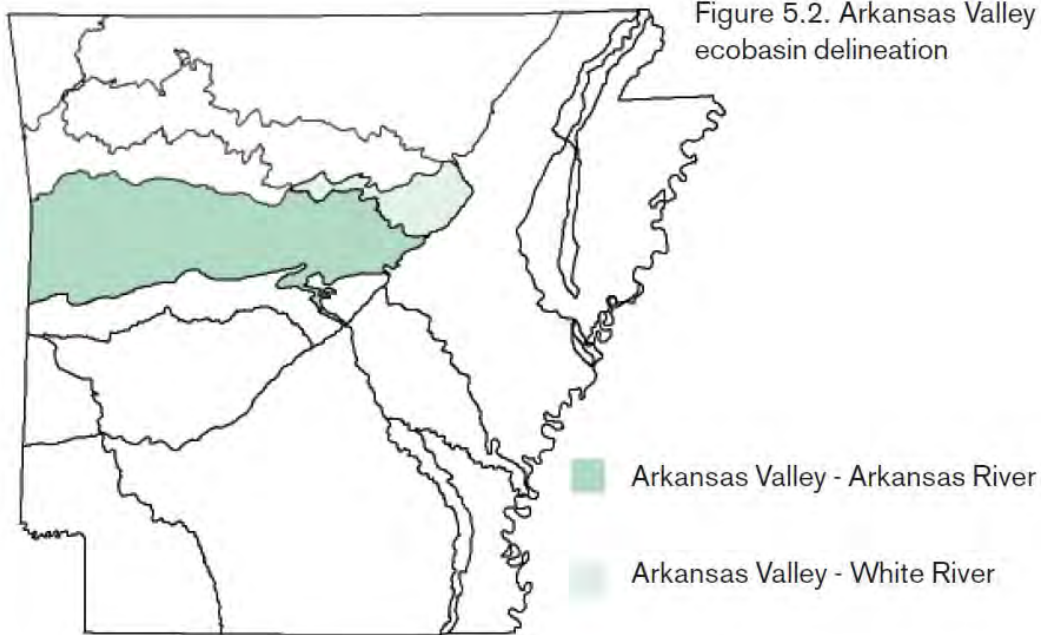 Figure 5.2. Arkansas Valley
ecobasin delineation
Arkansas Valley - Arkansas River
Arkansas Valley - White River